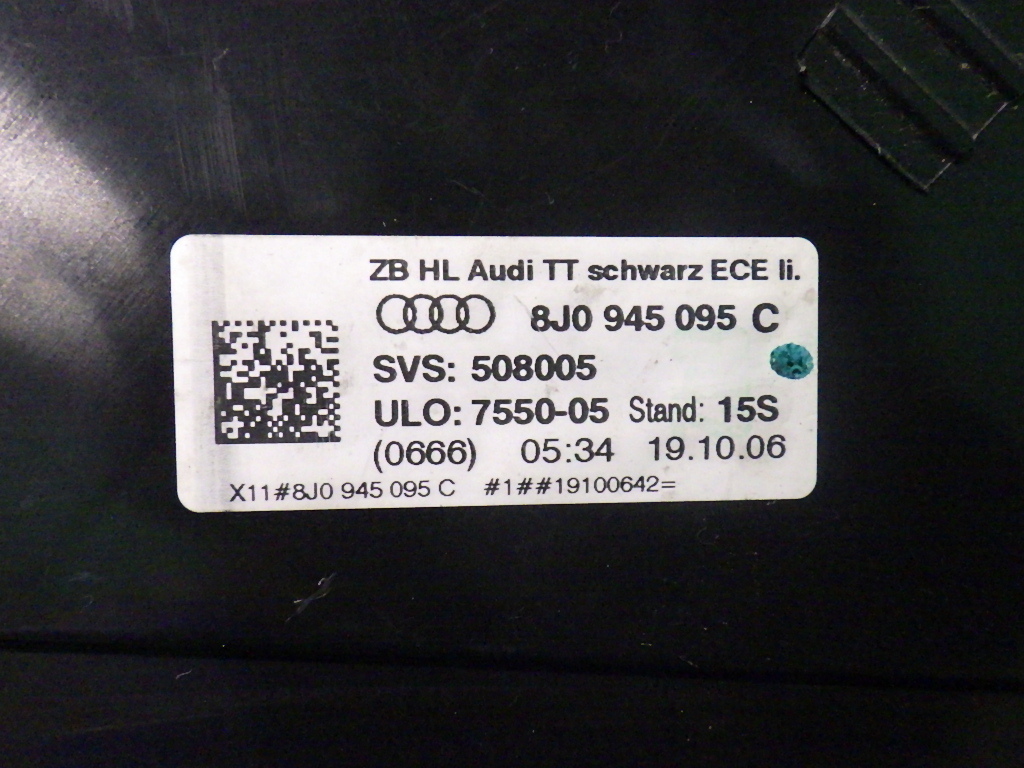 ZB HL Audi TT schwarz ECE li.
8J0 945 095 C
SVS: 508005
ULO: 7550-05 Stand: 15S
(0666) 05:34 19.10.06
X11#8J0 945 095 C #1##19100642=